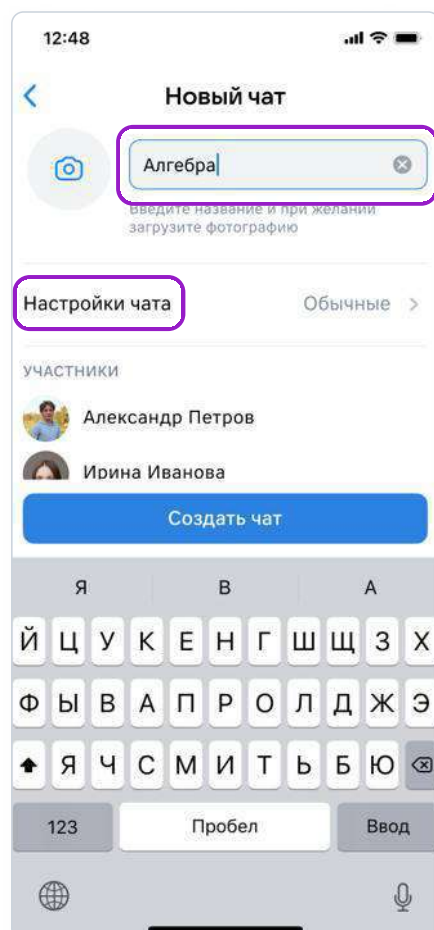 12:48
Новый чат
Алгебра
Введите название и при желании
загрузите фотографию
Настройки чата Обычные
УЧАСТНИКИ
Александр Петров
Ирина Иванова
Создать чат
Я В А
Й Ц У К Е Н Г Ш Щ З Х
Ф Ы В А П Р О Л Д Ж Э
Я Ч С М И Т Ь Б Ю
123 Пробел Ввод